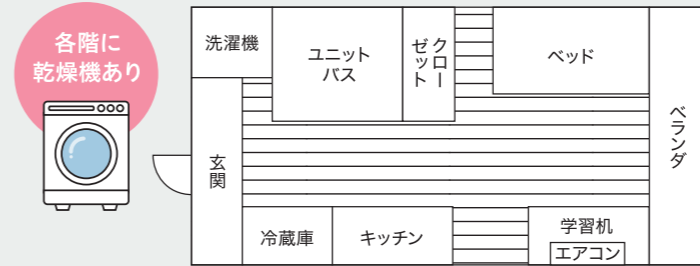 各階に
乾燥機あり
洗濯機
ユニット
バス
クロー
ゼット
ベッド
ベランダ
玄関
冷蔵庫
キッチン
学習机
エアコン